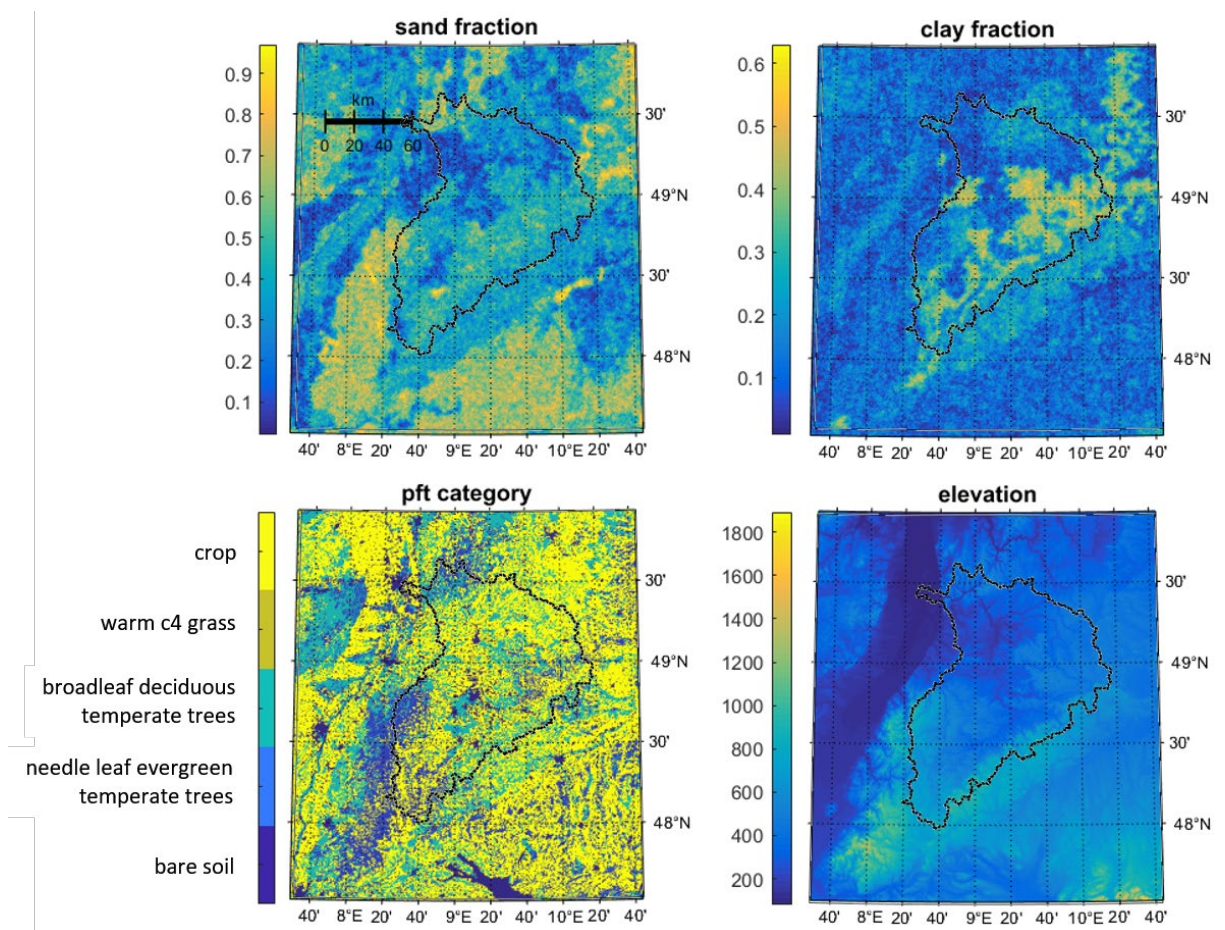 sand fraction
0.9
0.8
0.7
0.6
0.5
0.4
0.3
0.2
0.1
km
0 20 40 60
30'
49°N
30'
48°N
40' 8°E 20' 40' 9°E 20' 40' 10°E 20' 40'
clay fraction
0.6
0.5
0.4
0.3
0.2
0.1
30'
49°N
30'
48°N
40' 8°E 20' 40' 9°E 20' 40' 10°E 20' 40'
pft category
crop
warm c4 grass
broadleaf deciduous
temperate trees
needle leaf evergreen
temperate trees
bare soil
30'
49°N
30'
48°N
40' 8°E 20' 40' 9°E 20' 40' 10°E 20' 40'
elevation
1800
1600
1400
1200
1000
800
600
400
200
30'
49°N
30'
48°N
40' 8°E 20' 40' 9°E 20' 40' 10°E 20' 40'